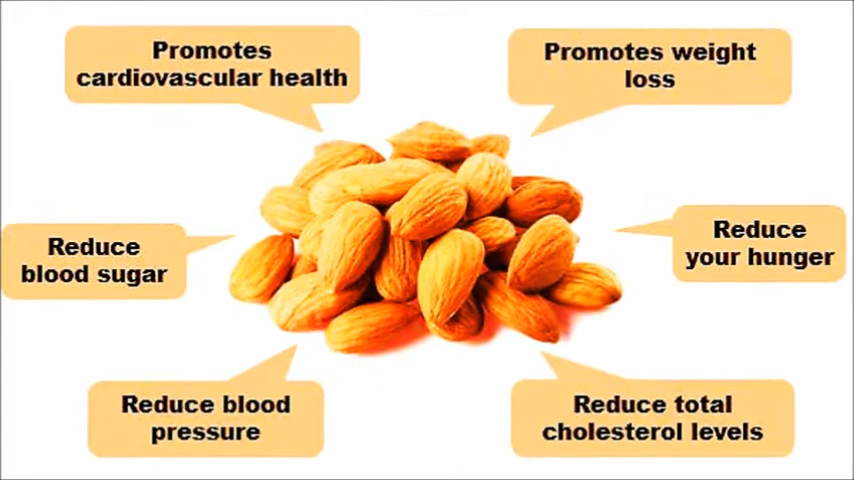 Promotes
cardiovascular health
Promotes weight
loss
Reduce
blood sugar
Reduce
your hunger
Reduce blood
pressure
Reduce total
cholesterol levels